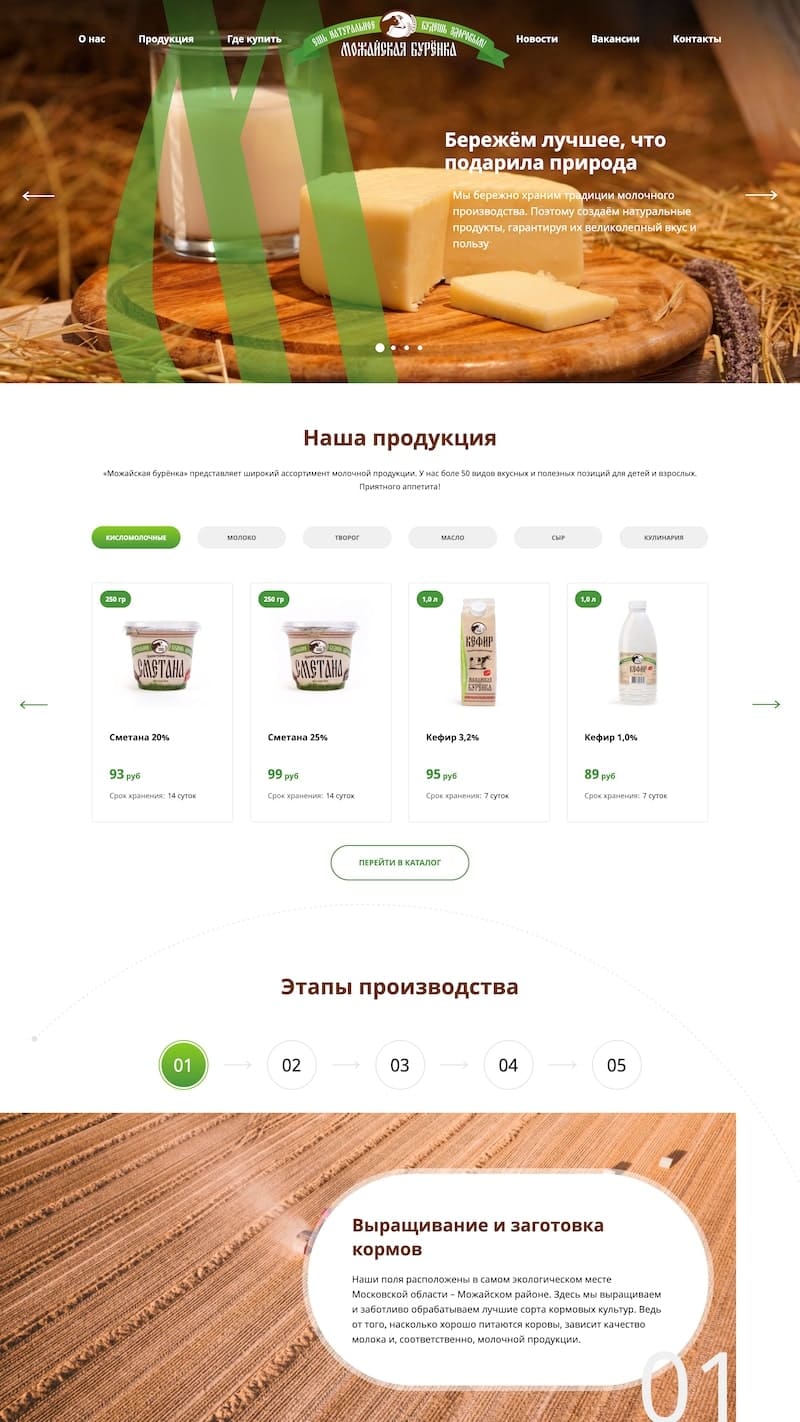 О нас
Продукция
Где купить
ЕШЬ НАТУРАЛЬНОЕ БУДЕШЬ ЗДОРОВЫМ!
МОЖАЙСКАЯ БУРЁНКА
Новости
Вакансии
Контакты
Бережём лучшее, что
подарила природа
Мы бережно храним традиции молочного
производства. Поэтому создаём натуральные
продукты, гарантируя их великолепный вкус и
пользу
Наша продукция
«Можайская бурёнка» представляет широкий ассортимент молочной продукции. У нас боле 50 видов вкусных и полезных позиций для детей и взрослых.
Приятного аппетита!
КИСЛОМОЛОЧНЫЕ
МОЛОКО
ТВОРОГ
МАСЛО
СЫР
КУЛИНАРИЯ
250 гр
250 гр
1,0 л
1,0 л
СМЕТАНА
СМЕТАНА
КЕФИР
МОЖАЙСКАЯ
БУРЁНКА
КЕФИР
Сметана 20%
Сметана 25%
Кефир 3,2%
Кефир 1,0%
93 руб
99 руб
95 руб
89 руб
Срок хранения: 14 суток
Срок хранения: 14 суток
Срок хранения: 7 суток
Срок хранения: 7 суток
ПЕРЕЙТИ В КАТАЛОГ
Этапы производства
01
02
03
04
05
Выращивание и заготовка
кормов
Наши поля расположены в самом экологическом месте
Московской области – Можайском районе. Здесь мы выращиваем
и заботливо обрабатываем лучшие сорта кормовых культур. Ведь
от того, насколько хорошо питаются коровы, зависит качество
молока и, соответственно, молочной продукции.
01